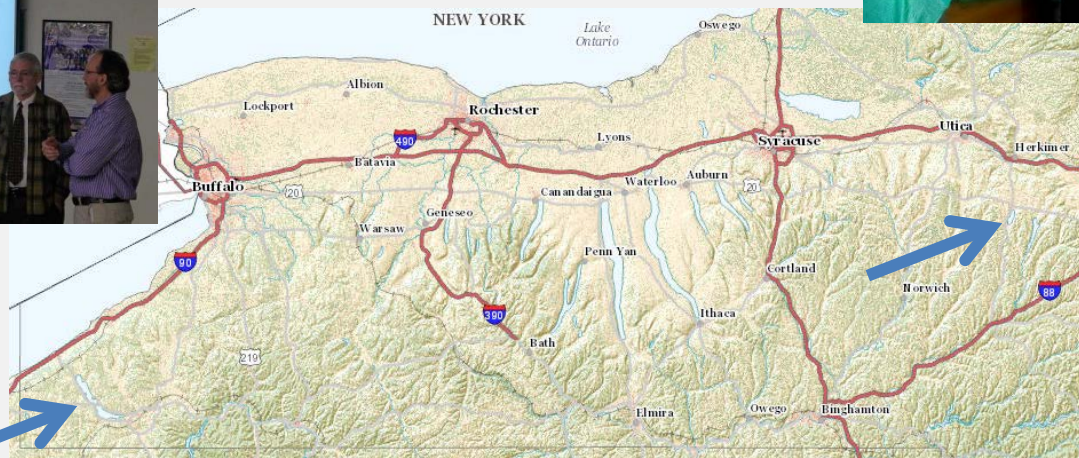 NEW YORK
Lake
Ontario
Oswego
Albion
Lockport
Rochester
490
Lyons
Syracuse
Utica
Herkimer
Batavia
Buffalo
20
Canandaigua
Waterloo
Auburn
20
Geneseo
Warsaw
Penn Yan
90
Cortland
Norwich
88
390
Ithaca
Bath
219
Elmira
Owego
Binghamton